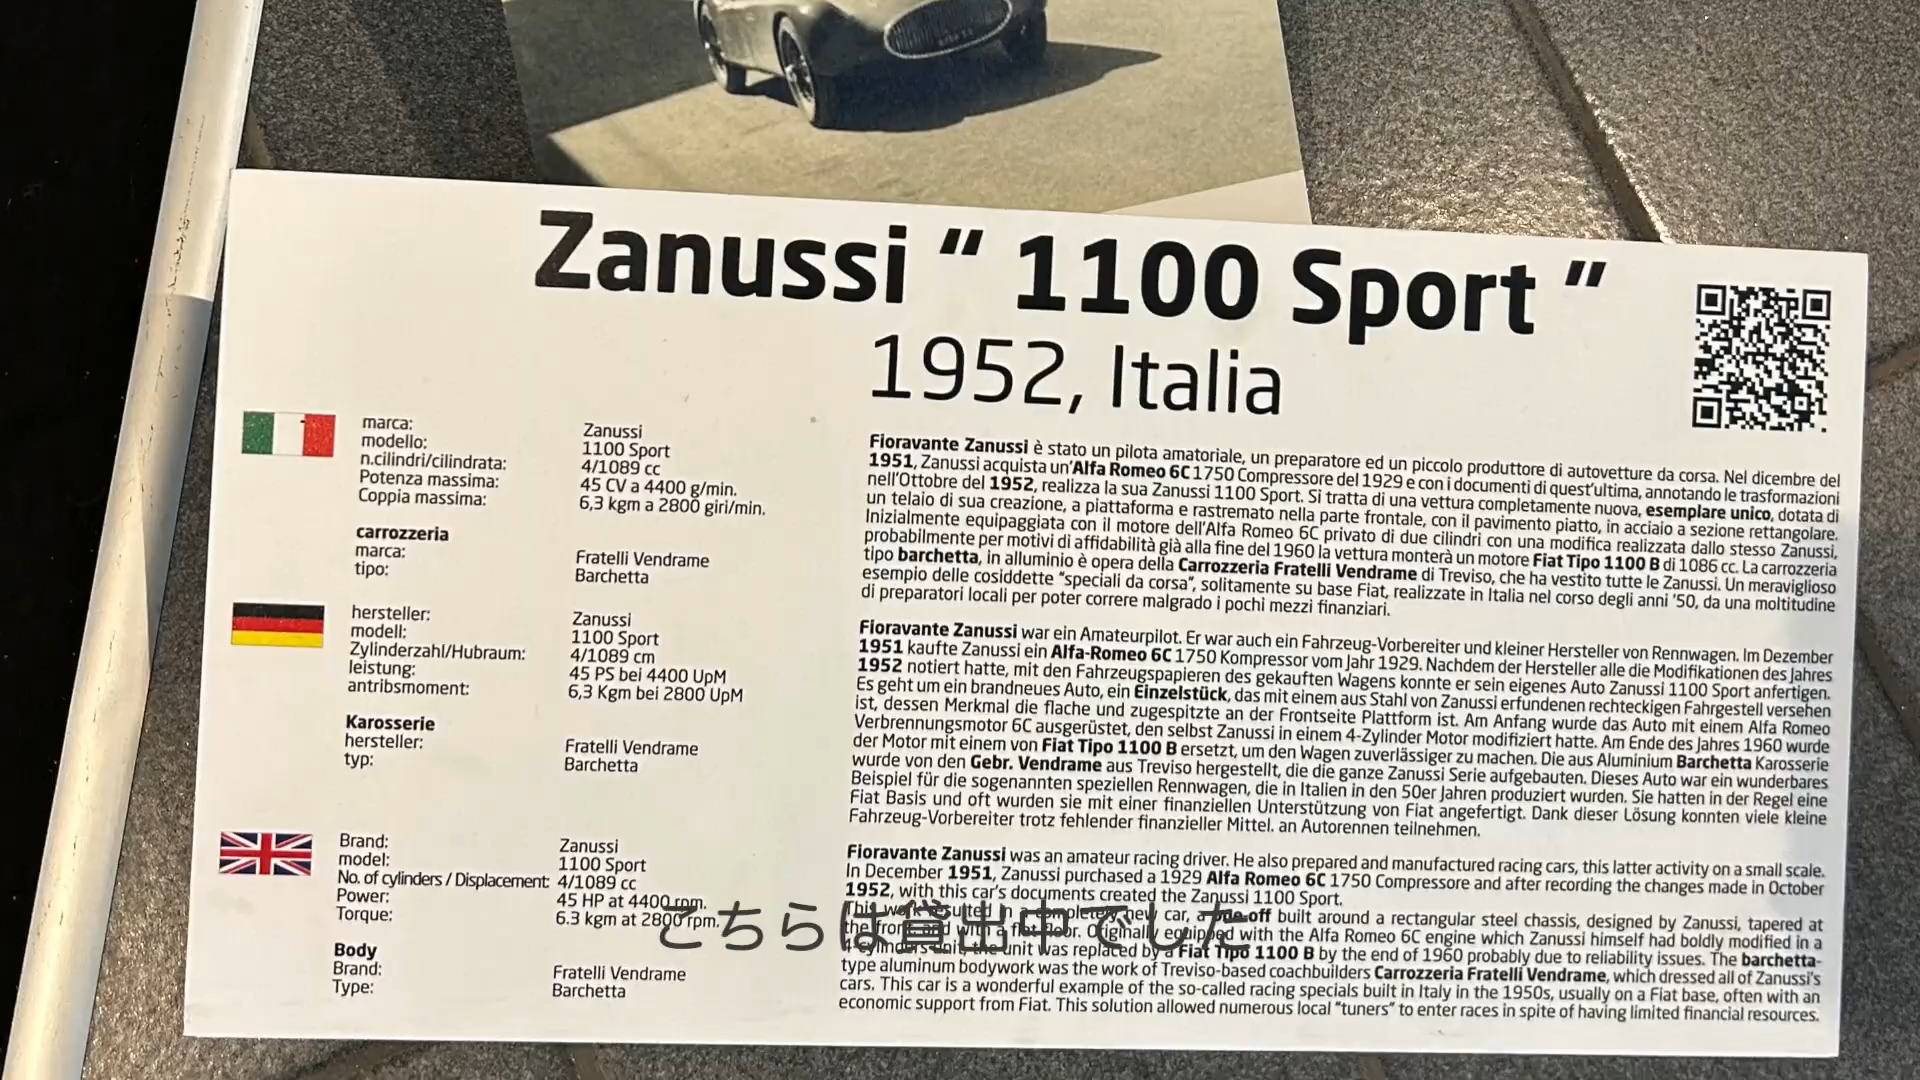 Zanussi “ 1100 Sport ”
1952, Italia
marca: Zanussi
modello: 1100 Sport
n.cilindri/cilindrata: 4/1089 cc
Potenza massima: 45 CV a 4400 g/min.
Coppia massima: 6,3 kgm a 2800 giri/min.
carrozzeria
marca: Fratelli Vendrame
tipo: Barchetta
Fioravante Zanussi è stato un pilota amatoriale, un preparatore ed un piccolo produttore di autovetture da corsa. Nel dicembre del
1951, Zanussi acquista un'Alfa Romeo 6C 1750 Compressore del 1929 e con i documenti di quest'ultima, annotando le trasformazioni
nell'Ottobre del 1952, realizza la sua Zanussi 1100 Sport. Si tratta di una vettura completamente nuova, esemplare unico, dotata di
un telaio di sua creazione, a piattaforma e rastremato nella parte frontale, con il pavimento piatto, in acciaio a sezione rettangolare.
Inizialmente equipaggiata con il motore dell'Alfa Romeo 6C privato di due cilindri con una modifica realizzata dallo stesso Zanussi,
probabilmente per motivi di affidabilità già alla fine del 1960 la vettura monterà un motore Fiat Tipo 1100 B di 1086 cc. La carrozzeria
tipo barchetta, in alluminio è opera della Carrozzeria Fratelli Vendrame di Treviso, che ha vestito tutte le Zanussi. Un meraviglioso
esempio delle cosiddette “speciali da corsa”, solitamente su base Fiat, realizzate in Italia nel corso degli anni '50, da una moltitudine
di preparatori locali per poter correre malgrado i pochi mezzi finanziari.
hersteller: Zanussi
modell: 1100 Sport
Zylinderzahl/Hubraum: 4/1089 cm
leistung: 45 PS bei 4400 UpM
antribsmoment: 6,3 Kgm bei 2800 UpM
Karosserie
hersteller: Fratelli Vendrame
typ: Barchetta
Fioravante Zanussi war ein Amateurpilot. Er war auch ein Fahrzeug-Vorbereiter und kleiner Hersteller von Rennwagen. Im Dezember
1951 kaufte Zanussi ein Alfa-Romeo 6C 1750 Kompressor vom Jahr 1929. Nachdem der Hersteller alle die Modifikationen des Jahres
1952 notiert hatte, mit den Fahrzeugspapieren des gekauften Wagens konnte er sein eigenes Auto Zanussi 1100 Sport anfertigen.
Es geht um ein brandneues Auto, ein Einzelstück, das mit einem aus Stahl von Zanussi erfundenen rechteckigen Fahrgestell versehen
ist, dessen Merkmal die flache und zugespitzte an der Frontseite Plattform ist. Am Anfang wurde das Auto mit einem Alfa Romeo
Verbrennungsmotor 6C ausgerüstet, den selbst Zanussi in einem 4-Zylinder Motor modifiziert hatte. Am Ende des Jahres 1960 wurde
der Motor mit einem von Fiat Tipo 1100 B ersetzt, um den Wagen zuverlässiger zu machen. Die aus Aluminium Barchetta Karosserie
wurde von den Gebr. Vendrame aus Treviso hergestellt, die die ganze Zanussi Serie aufgebauten. Dieses Auto war ein wunderbares
Beispiel für die sogenannten speziellen Rennwagen, die in Italien in den 50er Jahren produziert wurden. Sie hatten in der Regel eine
Fiat Basis und oft wurden sie mit einer finanziellen Unterstützung von Fiat angefertigt. Dank dieser Lösung konnten viele kleine
Fahrzeug-Vorbereiter trotz fehlender finanzieller Mittel. an Autorennen teilnehmen.
Brand: Zanussi
model: 1100 Sport
No. of cylinders / Displacement: 4/1089 cc
Power: 45 HP at 4400 rpm.
Torque: 6.3 kgm at 2800 rpm.
Body
Brand: Fratelli Vendrame
Type: Barchetta
Fioravante Zanussi was an amateur racing driver. He also prepared and manufactured racing cars, this latter activity on a small scale.
In December 1951, Zanussi purchased a 1929 Alfa Romeo 6C 1750 Compressore and after recording the changes made in October
1952, with this car's documents created the Zanussi 1100 Sport.
This work resulted in a completely new car, a one-off built around a rectangular steel chassis, designed by Zanussi, tapered at
the front and with a flat floor. Originally equipped with the Alfa Romeo 6C engine which Zanussi himself had boldly modified in a
4-cylinders unit, the unit was replaced by a Fiat Tipo 1100 B by the end of 1960 probably due to reliability issues. The barchetta-
type aluminum bodywork was the work of Treviso-based coachbuilders Carrozzeria Fratelli Vendrame, which dressed all of Zanussi's
cars. This car is a wonderful example of the so-called racing specials built in Italy in the 1950s, usually on a Fiat base, often with an
economic support from Fiat. This solution allowed numerous local “tuners” to enter races in spite of having limited financial resources.
こちらは貸出中でした